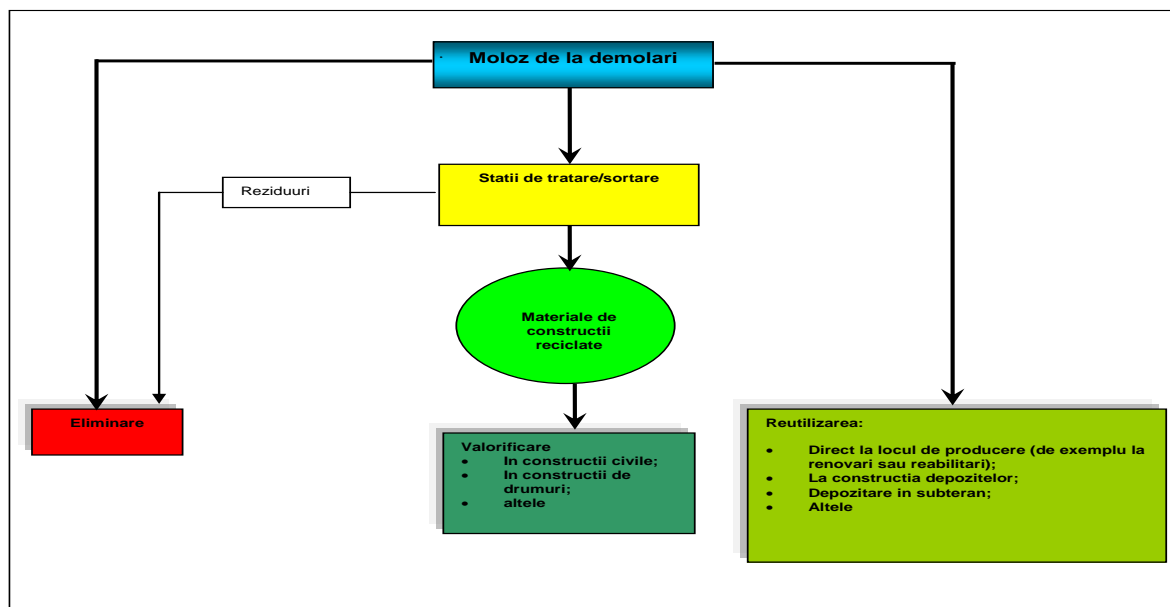 Moloz de la demolari
Statii de tratare/sortare
Reziduuri
Materiale de
constructii
reciclate
Eliminare
Valorificare
• In constructii civile;
• In constructii de
drumuri;
• altele
Reutilizarea:
• Direct la locul de producere (de exemplu la
renovari sau reabilitari);
• La constructia depozitelor;
• Depozitare in subteran;
• Altele